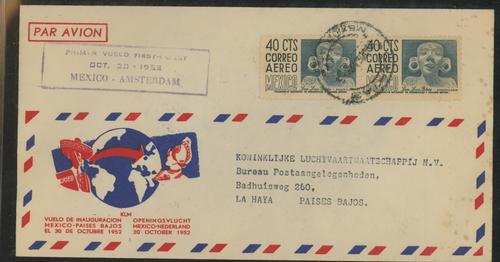 PAR AVION
PRIMER VUELO FIRST FLIGHT
OCT. 30 - 1952
MEXICO - AMSTERDAM
40 CTS
CORREO
AEREO
MEXICO
40 CTS
CORREO
AEREO
MEXICO
KONINKLIJKE LUCHTVAARTMAATSCHAPPIJ N.V.
Bureau Postaangelegenheden,
Badhuisweg 260,
LA HAYA PAISES BAJOS.
KLM
VUELO DE INAUGURACION OPENINGSVLUCHT
MEXICO-PAISES BAJOS MEXICO-NEDERLAND
EL 30 DE OCTUBRE 1952 30 OCTOBER 1952